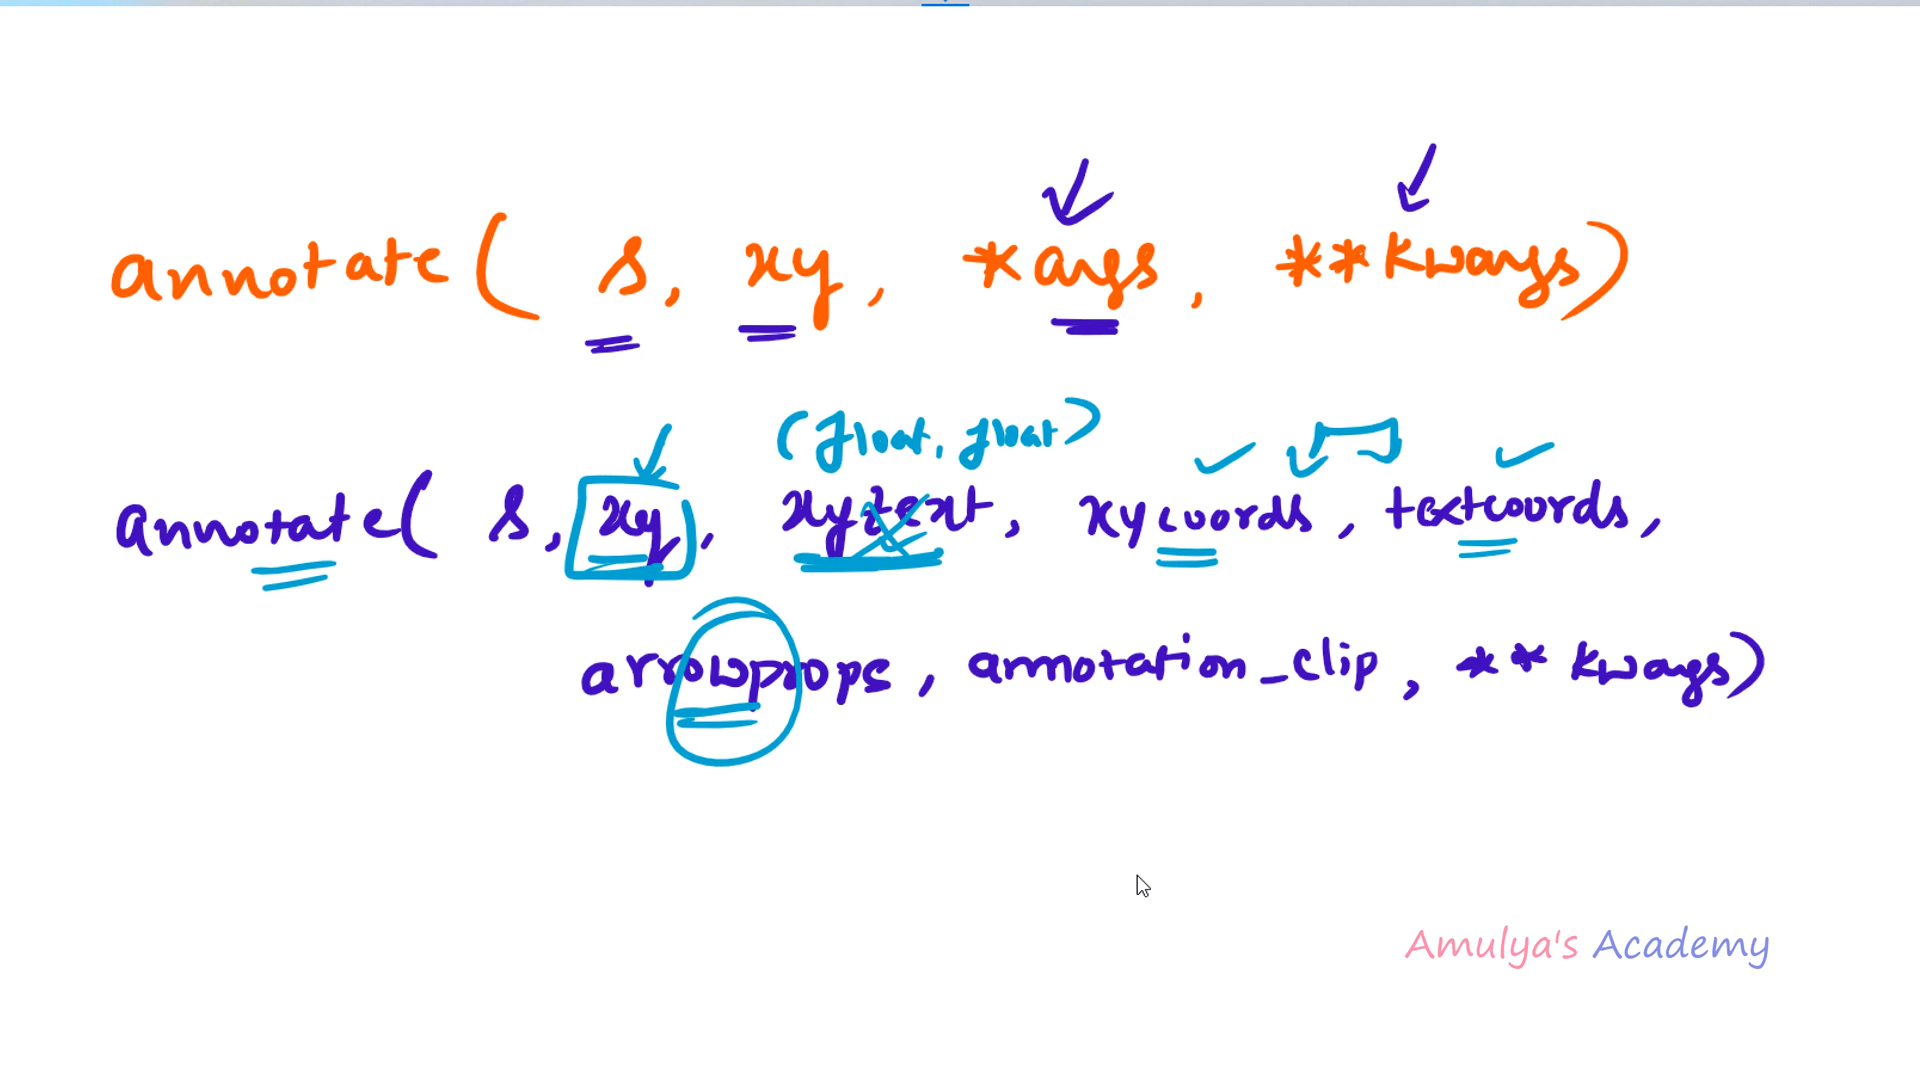 annotate( s, xy, *args, **kwargs)
(float, float)
annotate( s, xy, xytext, xycoords, textcoords,
arrowprops, annotation_clip, **kwargs)
Amulya's Academy